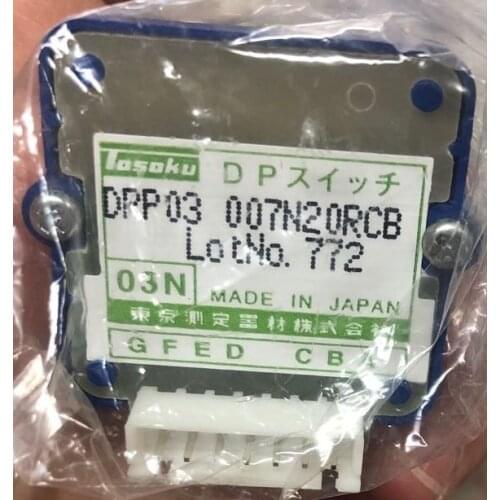 Tosoku DPスイッチ
DPP03 007N20RCB
LotNo. 772
03N MADE IN JAPAN
東京測定器材株式会社
GFED CB